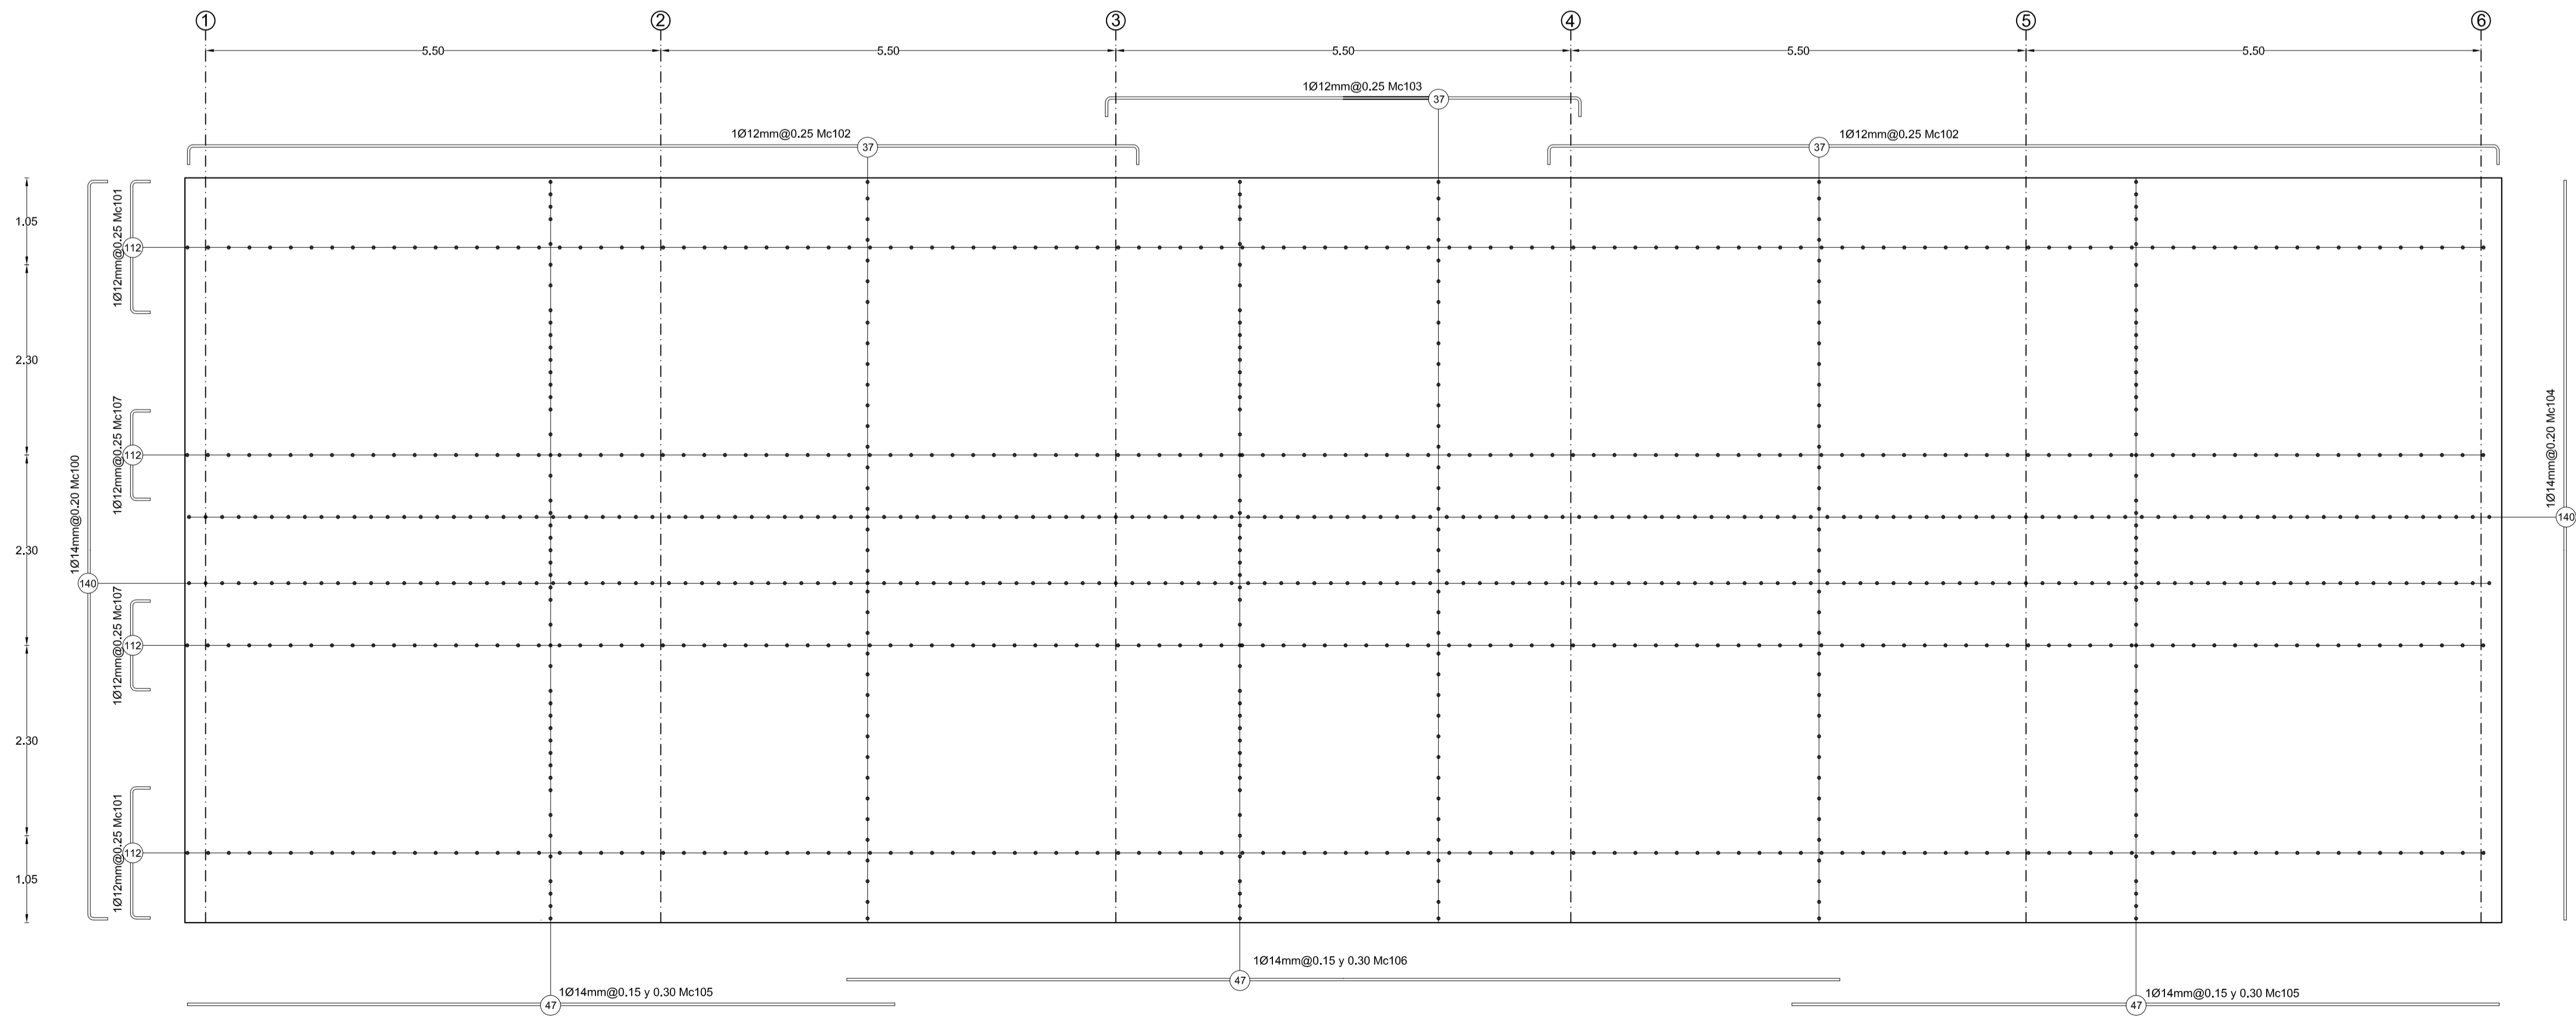 1 2 3 4 5 6
5.50 5.50 5.50 5.50 5.50
1Ø12mm@0.25 Mc103
37
1Ø12mm@0.25 Mc102
37
1Ø12mm@0.25 Mc102
37
1.05
2.30
2.30
2.30
1.05
1Ø12mm@0.25 Mc101
112
1Ø12mm@0.25 Mc107
112
1Ø14mm@0.20 Mc100
140
1Ø12mm@0.25 Mc107
112
1Ø12mm@0.25 Mc101
112
1Ø14mm@0.20 Mc104
140
1Ø14mm@0.15 y 0.30 Mc106
47
1Ø14mm@0.15 y 0.30 Mc105
47
1Ø14mm@0.15 y 0.30 Mc105
47